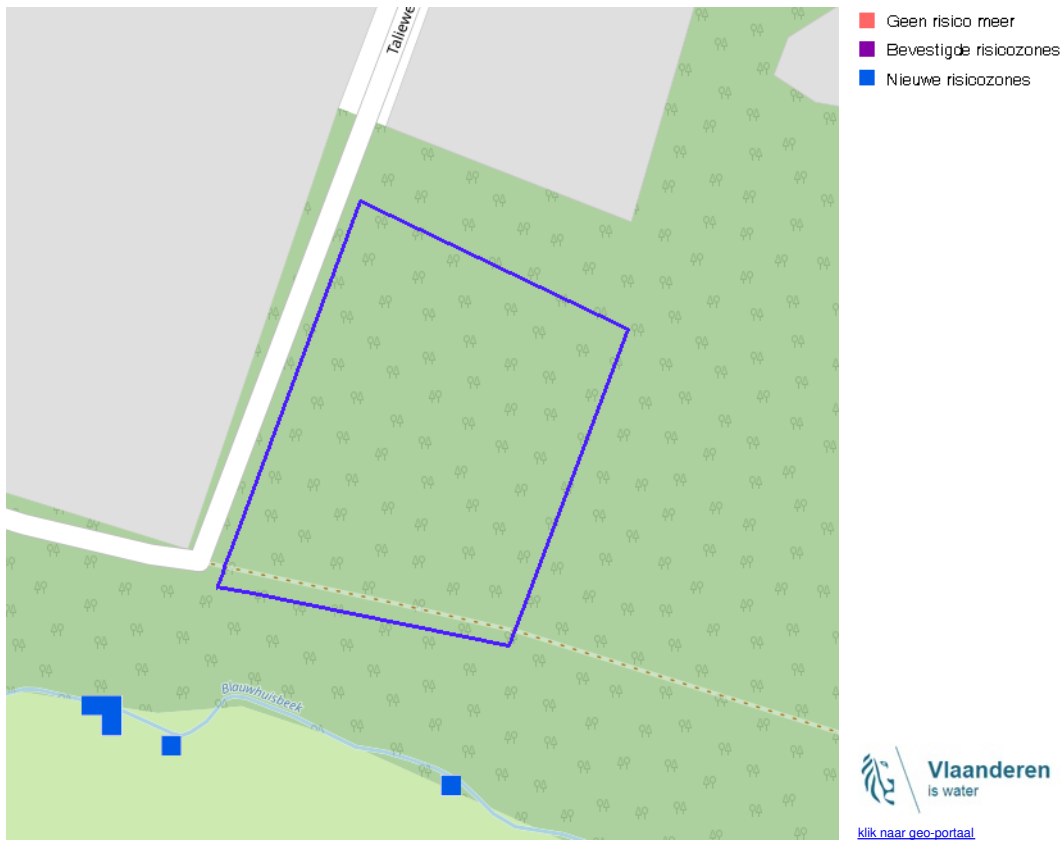 Taliewe
Geen risico meer
Bevestigde risicozones
Nieuwe risicozones
Blauwhuisbeek
Vlaanderen
is water
klik naar geo-portaal